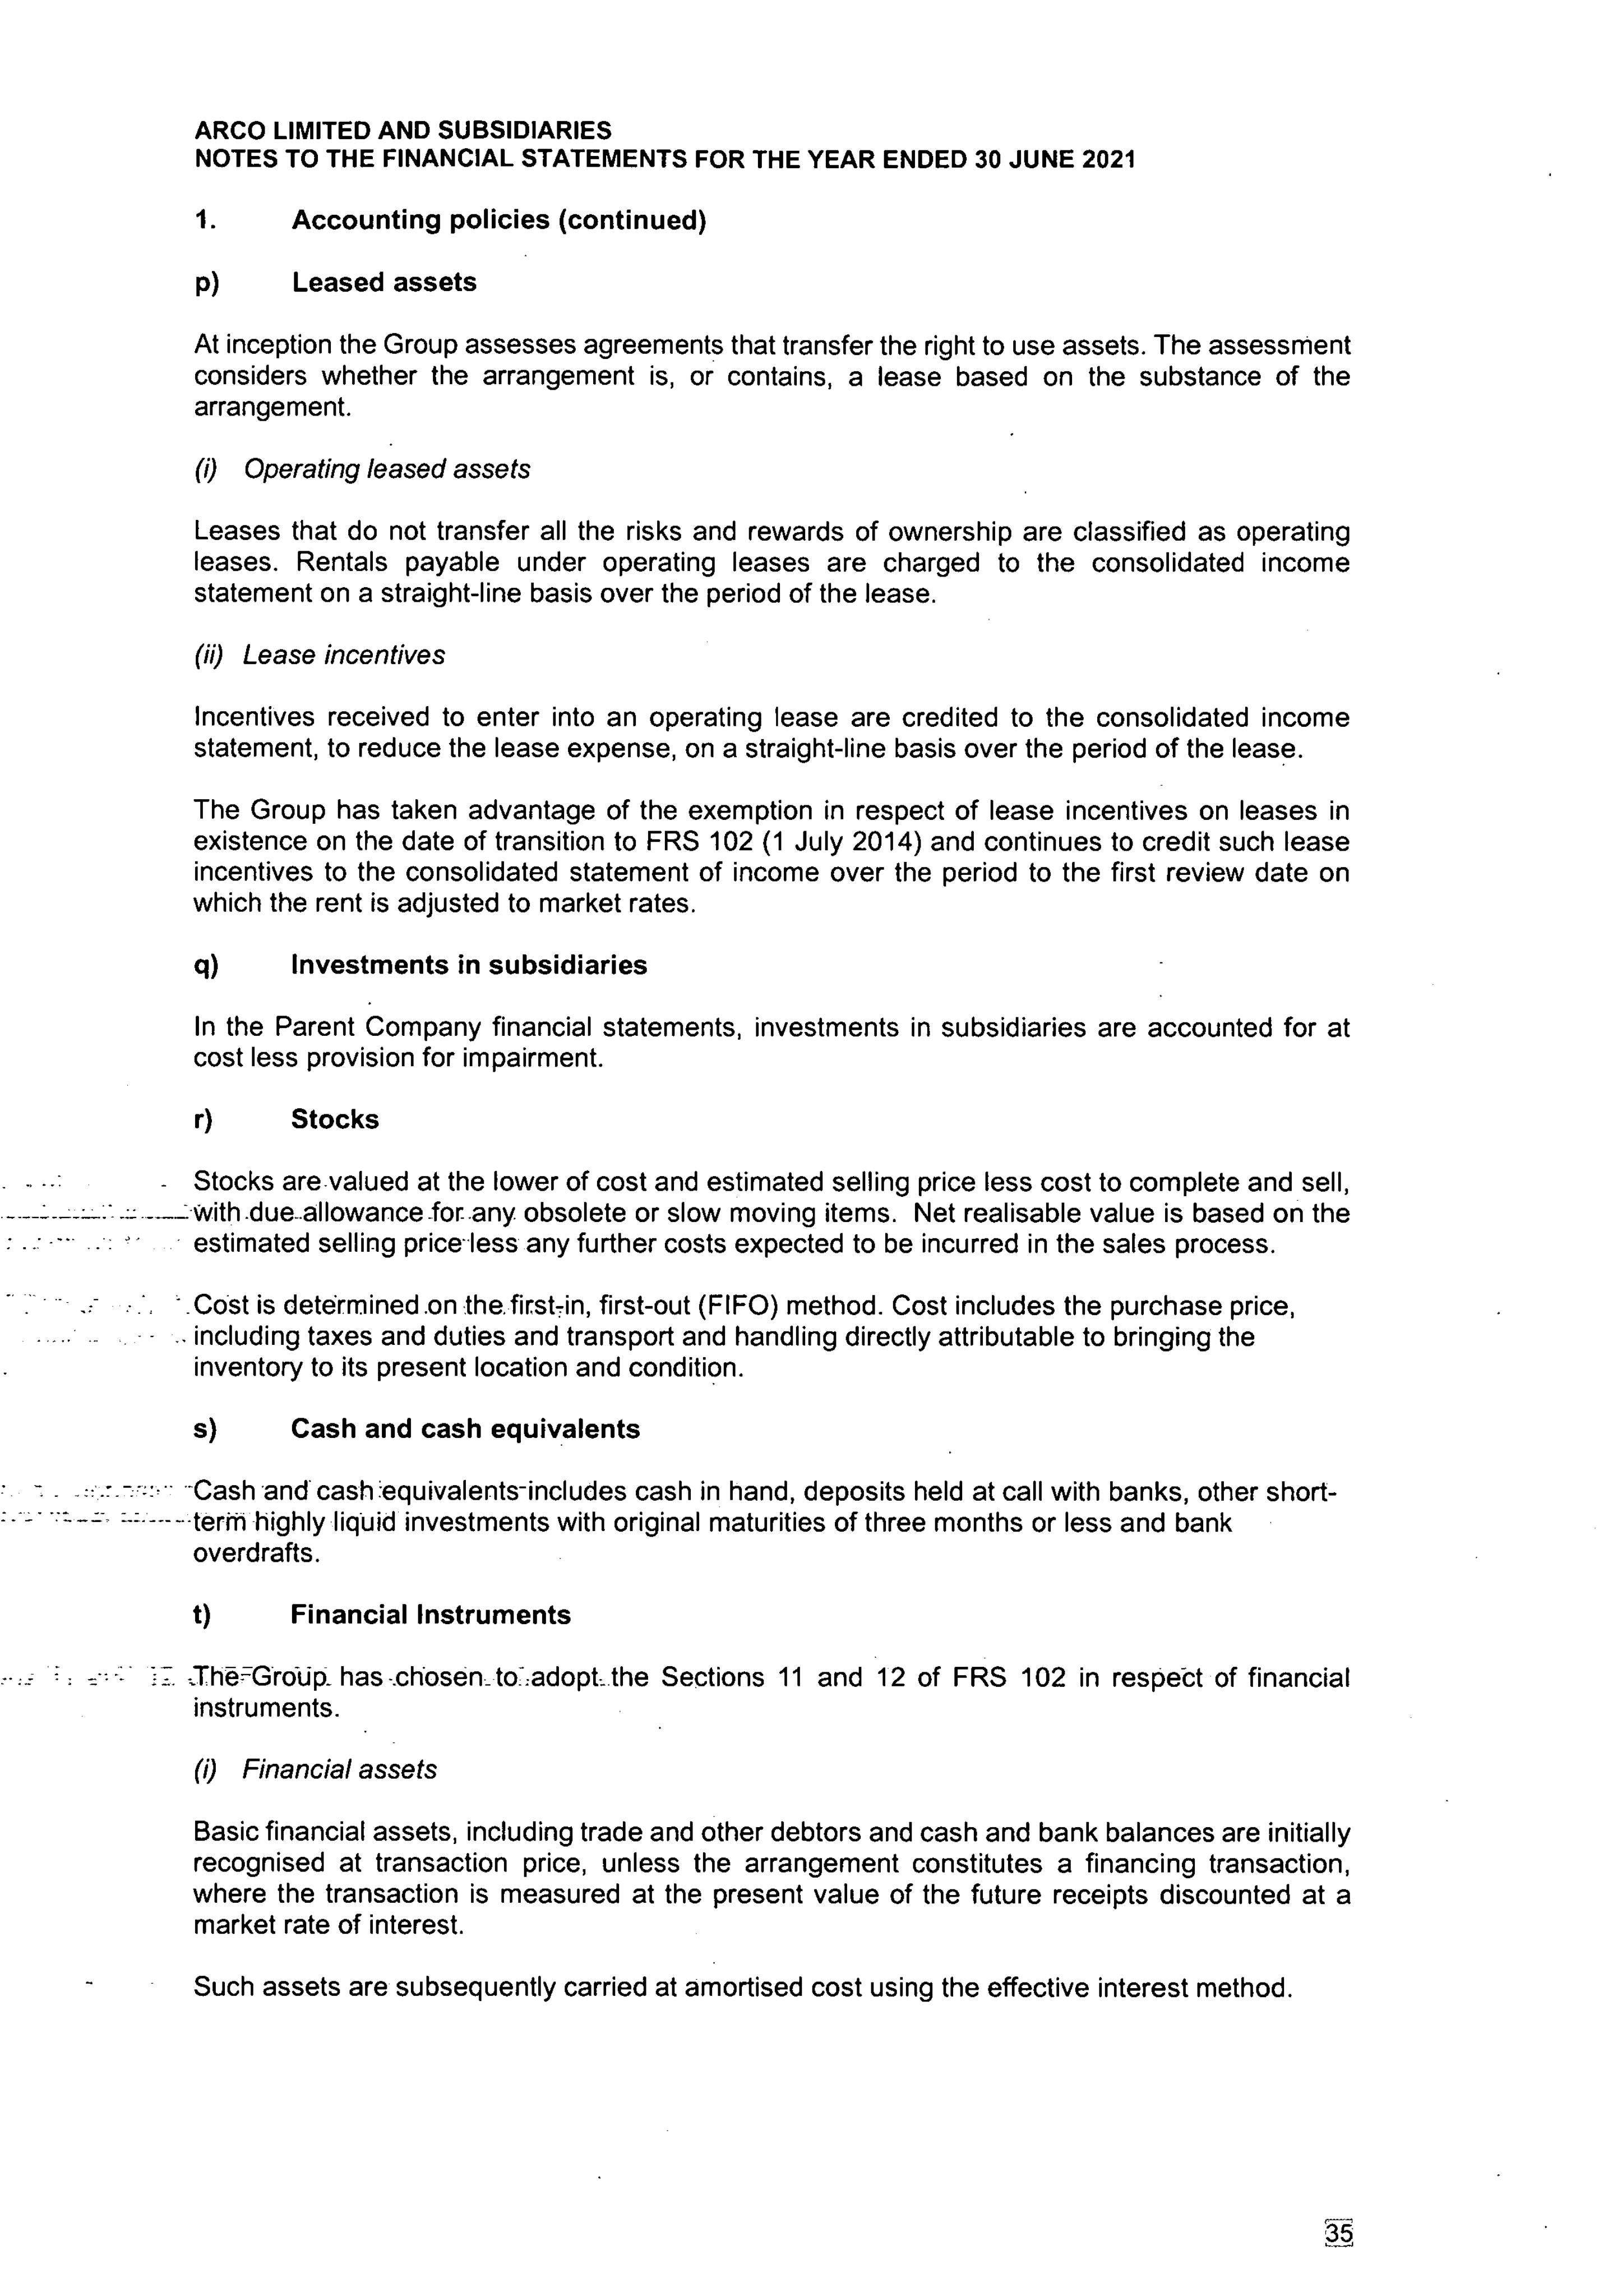 ARCO LIMITED AND SUBSIDIARIES
NOTES TO THE FINANCIAL STATEMENTS FOR THE YEAR ENDED 30 JUNE 2021
1. Accounting policies (continued)
p) Leased assets
At inception the Group assesses agreements that transfer the right to use assets. The assessment
considers whether the arrangement is, or contains, a lease based on the substance of the
arrangement.
(i) Operating leased assets
Leases that do not transfer all the risks and rewards of ownership are classified as operating
leases. Rentals payable under operating leases are charged to the consolidated income
statement on a straight-line basis over the period of the lease.
(ii) Lease incentives
Incentives received to enter into an operating lease are credited to the consolidated income
statement, to reduce the lease expense, on a straight-line basis over the period of the lease.
The Group has taken advantage of the exemption in respect of lease incentives on leases in
existence on the date of transition to FRS 102 (1 July 2014) and continues to credit such lease
incentives to the consolidated statement of income over the period to the first review date on
which the rent is adjusted to market rates.
q) Investments in subsidiaries
In the Parent Company financial statements, investments in subsidiaries are accounted for at
cost less provision for impairment.
r) Stocks
Stocks are valued at the lower of cost and estimated selling price less cost to complete and sell,
with due allowance for any obsolete or slow moving items. Net realisable value is based on the
estimated selling price less any further costs expected to be incurred in the sales process.
Cost is determined on the first-in, first-out (FIFO) method. Cost includes the purchase price,
including taxes and duties and transport and handling directly attributable to bringing the
inventory to its present location and condition.
s) Cash and cash equivalents
Cash and cash equivalents includes cash in hand, deposits held at call with banks, other short-
term highly liquid investments with original maturities of three months or less and bank
overdrafts.
t) Financial Instruments
The Group has chosen to adopt the Sections 11 and 12 of FRS 102 in respect of financial
instruments.
(i) Financial assets
Basic financial assets, including trade and other debtors and cash and bank balances are initially
recognised at transaction price, unless the arrangement constitutes a financing transaction,
where the transaction is measured at the present value of the future receipts discounted at a
market rate of interest.
Such assets are subsequently carried at amortised cost using the effective interest method.
35